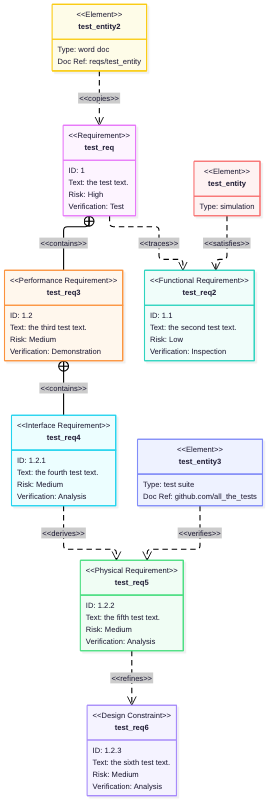 <<Element>>
test_entity2
Type: word doc
Doc Ref: reqs/test_entity
<<copies>>
<<Requirement>>
test_req
ID: 1
Text: the test text.
Risk: High
Verification: Test
<<Element>>
test_entity
Type: simulation
<<contains>>
<<traces>>
<<satisfies>>
<<Performance Requirement>>
test_req3
ID: 1.2
Text: the third test text.
Risk: Medium
Verification: Demonstration
<<Functional Requirement>>
test_req2
ID: 1.1
Text: the second test text.
Risk: Low
Verification: Inspection
<<contains>>
<<Interface Requirement>>
test_req4
ID: 1.2.1
Text: the fourth test text.
Risk: Medium
Verification: Analysis
<<Element>>
test_entity3
Type: test suite
Doc Ref: github.com/all_the_tests
<<derives>>
<<verifies>>
<<Physical Requirement>>
test_req5
ID: 1.2.2
Text: the fifth test text.
Risk: Medium
Verification: Analysis
<<refines>>
<<Design Constraint>>
test_req6
ID: 1.2.3
Text: the sixth test text.
Risk: Medium
Verification: Analysis